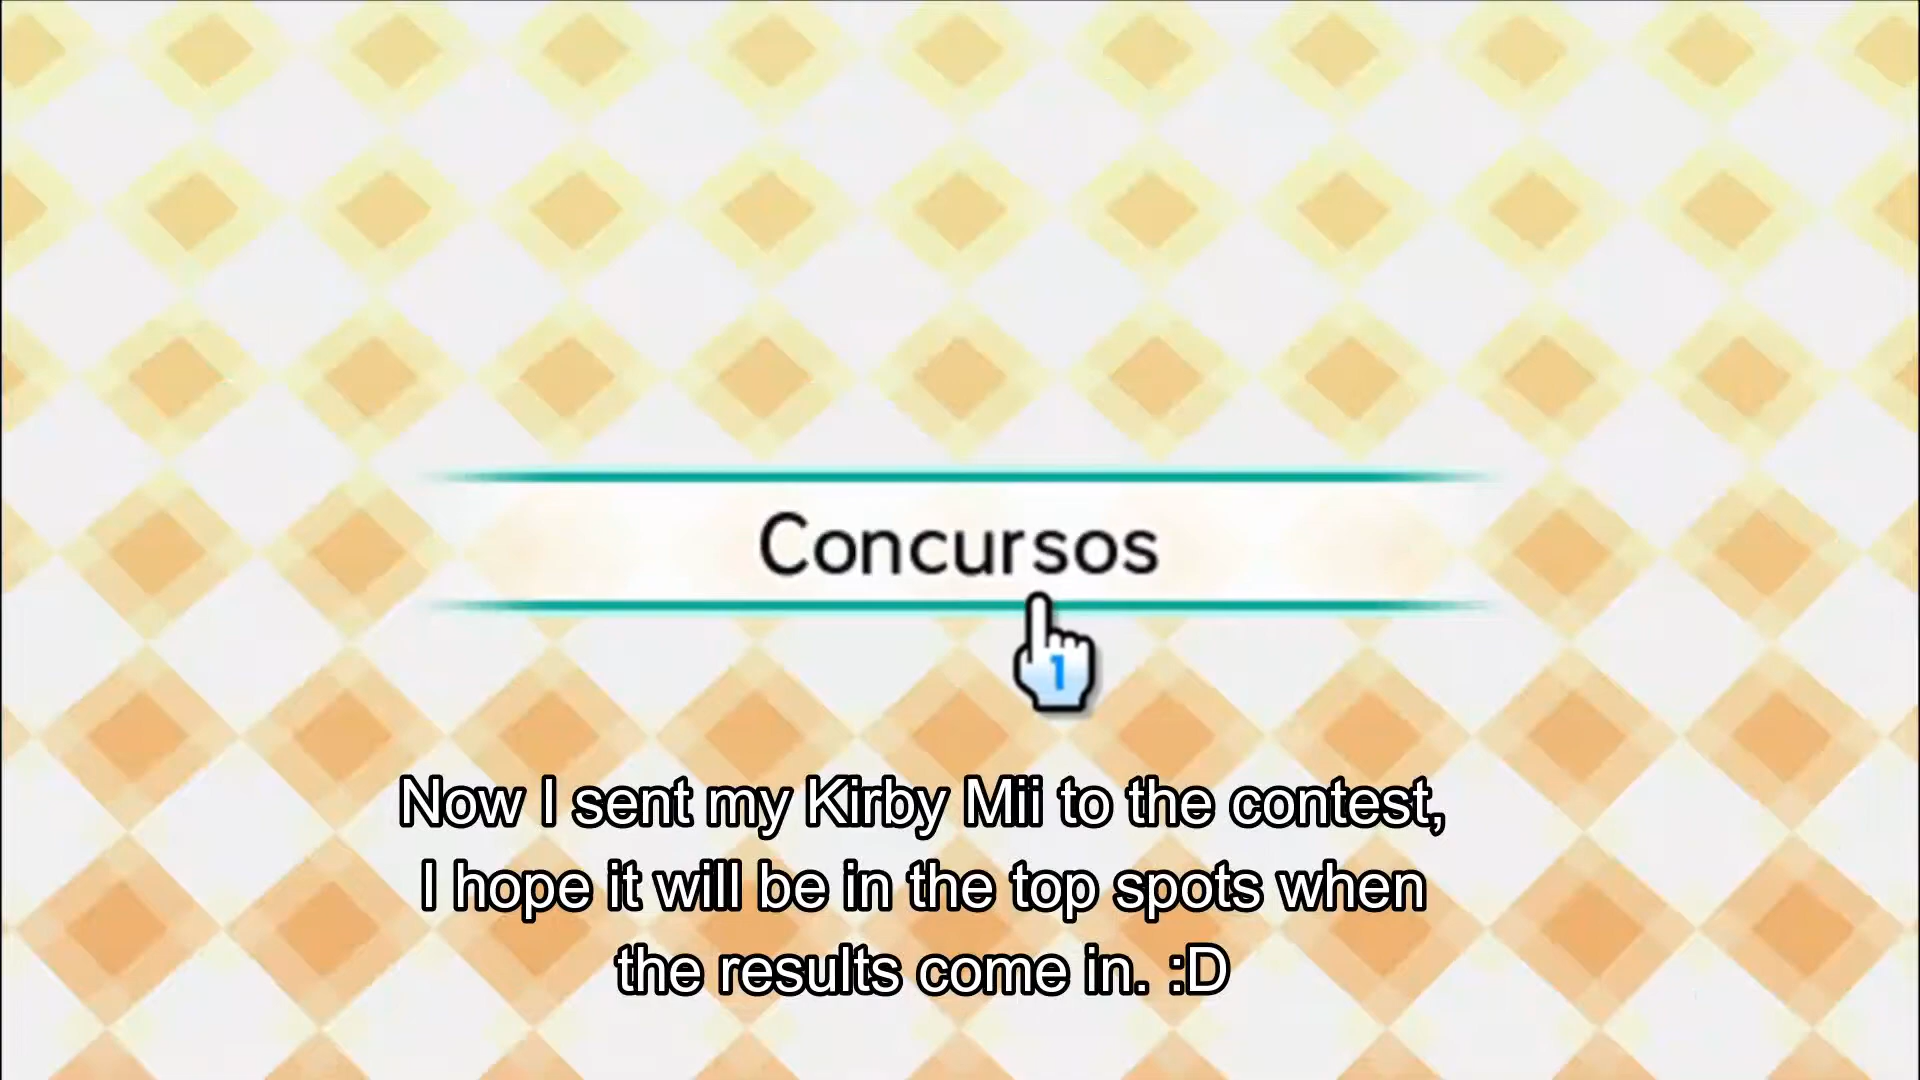 Concursos
1
Now I sent my Kirby Mii to the contest,
I hope it will be in the top spots when
the results come in. :D